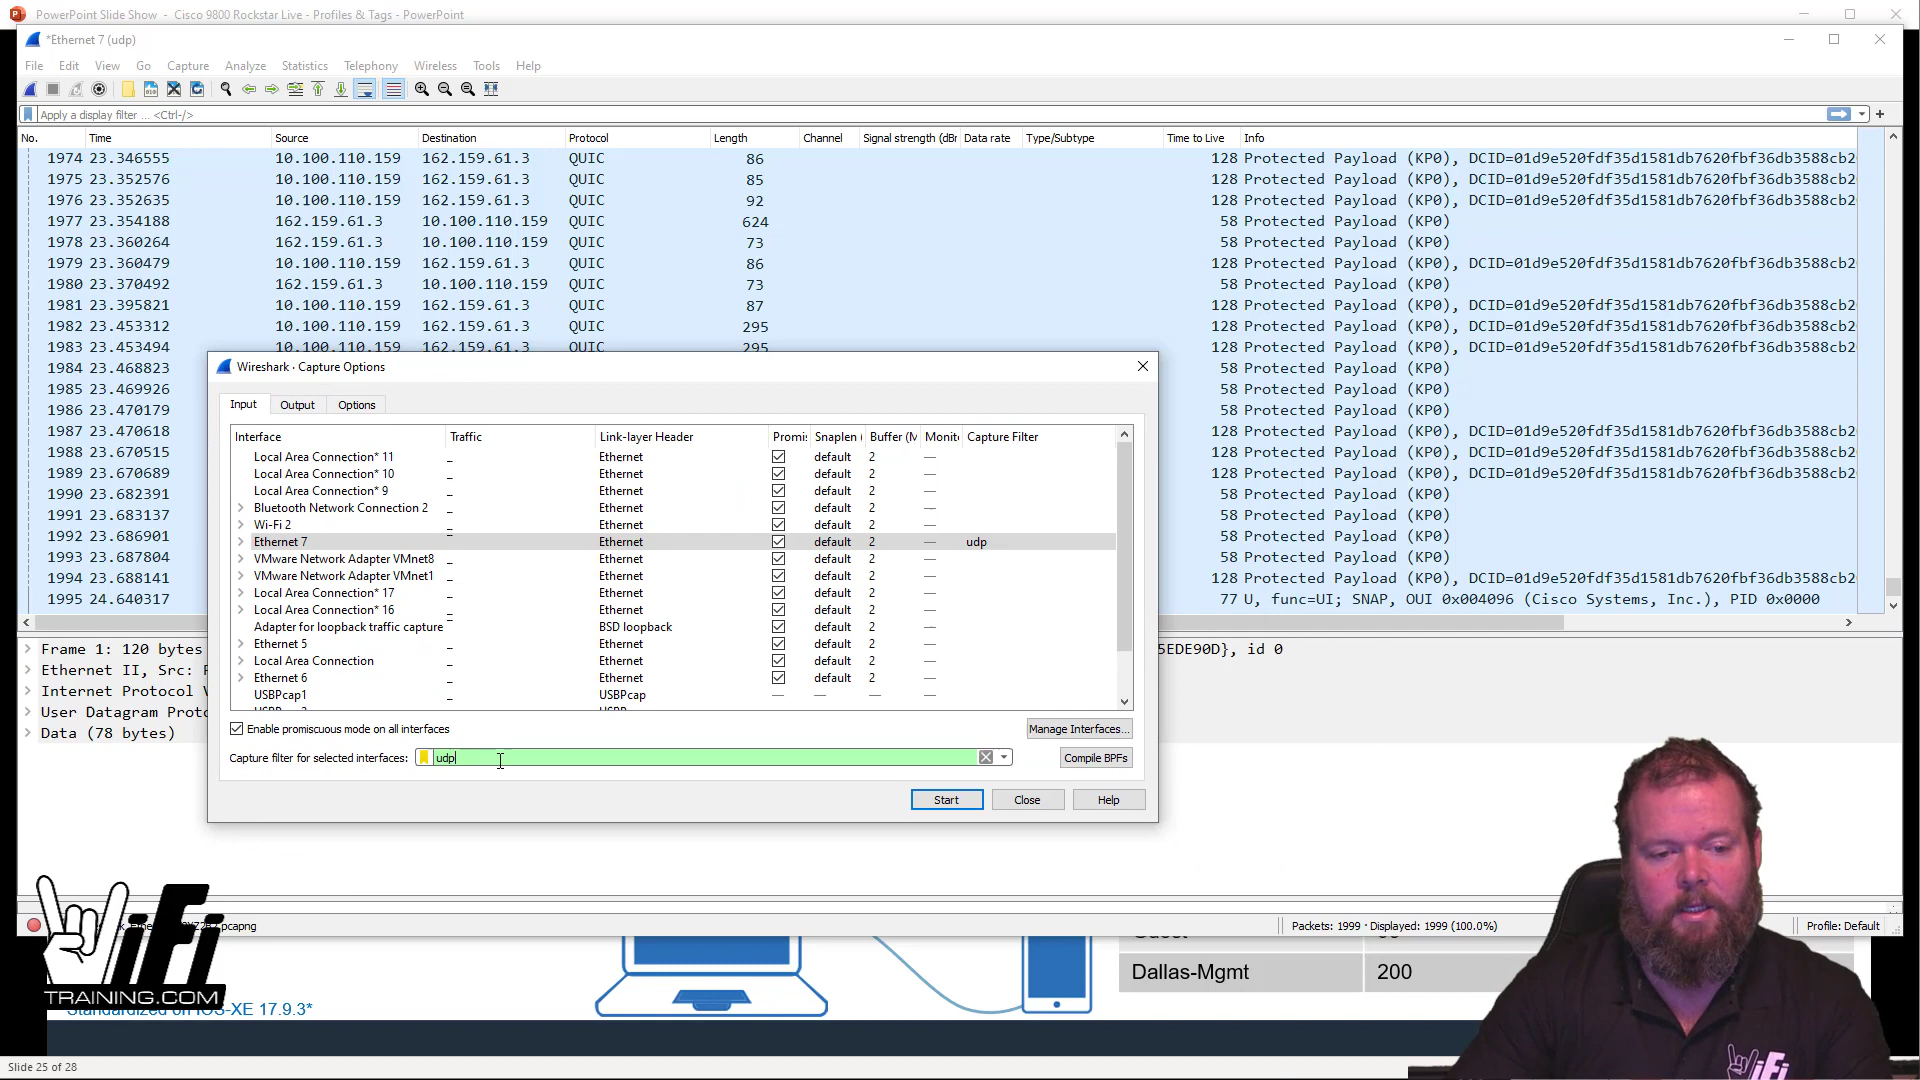 PowerPoint Slide Show - Cisco 9800 Rockstar Live - Profiles & Tags - PowerPoint
*Ethernet 7 (udp)
File Edit View Go Capture Analyze Statistics Telephony Wireless Tools Help
Apply a display filter ... <Ctrl-/>
No. Time Source Destination Protocol Length Channel Signal strength (dBm Data rate Type/Subtype Time to Live Info
1974 23.346555 10.100.110.159 162.159.61.3 QUIC 86 128 Protected Payload (KP0), DCID=01d9e520fdf35d1581db7620fbf36db3588cb2
1975 23.352576 10.100.110.159 162.159.61.3 QUIC 85 128 Protected Payload (KP0), DCID=01d9e520fdf35d1581db7620fbf36db3588cb2
1976 23.352635 10.100.110.159 162.159.61.3 QUIC 92 128 Protected Payload (KP0), DCID=01d9e520fdf35d1581db7620fbf36db3588cb2
1977 23.354188 162.159.61.3 10.100.110.159 QUIC 624 58 Protected Payload (KP0)
1978 23.360264 162.159.61.3 10.100.110.159 QUIC 73 58 Protected Payload (KP0)
1979 23.360479 10.100.110.159 162.159.61.3 QUIC 86 128 Protected Payload (KP0), DCID=01d9e520fdf35d1581db7620fbf36db3588cb2
1980 23.370492 162.159.61.3 10.100.110.159 QUIC 73 58 Protected Payload (KP0)
1981 23.395821 10.100.110.159 162.159.61.3 QUIC 87 128 Protected Payload (KP0), DCID=01d9e520fdf35d1581db7620fbf36db3588cb2
1982 23.453312 10.100.110.159 162.159.61.3 QUIC 295 128 Protected Payload (KP0), DCID=01d9e520fdf35d1581db7620fbf36db3588cb2
1983 23.453494 10.100.110.159 162.159.61.3 QUIC 295 128 Protected Payload (KP0), DCID=01d9e520fdf35d1581db7620fbf36db3588cb2
1984 23.468823 58 Protected Payload (KP0)
1985 23.469926 58 Protected Payload (KP0)
1986 23.470179 58 Protected Payload (KP0)
1987 23.470618 128 Protected Payload (KP0), DCID=01d9e520fdf35d1581db7620fbf36db3588cb2
1988 23.670515 128 Protected Payload (KP0), DCID=01d9e520fdf35d1581db7620fbf36db3588cb2
1989 23.670689 128 Protected Payload (KP0), DCID=01d9e520fdf35d1581db7620fbf36db3588cb2
1990 23.682391 58 Protected Payload (KP0)
1991 23.683137 58 Protected Payload (KP0)
1992 23.686901 58 Protected Payload (KP0)
1993 23.687804 58 Protected Payload (KP0)
1994 23.688141 128 Protected Payload (KP0), DCID=01d9e520fdf35d1581db7620fbf36db3588cb2
1995 24.640317 77 U, func=UI; SNAP, OUI 0x004096 (Cisco Systems, Inc.), PID 0x0000
Wireshark · Capture Options
Input Output Options
Interface Traffic Link-layer Header Promis Snaplen ( Buffer (M Monito Capture Filter
Local Area Connection* 11 Ethernet default 2 —
Local Area Connection* 10 Ethernet default 2 —
Local Area Connection* 9 Ethernet default 2 —
Bluetooth Network Connection 2 Ethernet default 2 —
Wi-Fi 2 Ethernet default 2 —
Ethernet 7 Ethernet default 2 — udp
VMware Network Adapter VMnet8 Ethernet default 2 —
VMware Network Adapter VMnet1 Ethernet default 2 —
Local Area Connection* 17 Ethernet default 2 —
Local Area Connection* 16 Ethernet default 2 —
Adapter for loopback traffic capture BSD loopback default 2 —
Ethernet 5 Ethernet default 2 —
Local Area Connection Ethernet default 2 —
Ethernet 6 Ethernet default 2 —
USBPcap1 USBPcap — — — —
Enable promiscuous mode on all interfaces Manage Interfaces...
Capture filter for selected interfaces: udp Compile BPFs
Start Close Help
Frame 1: 120 bytes 5EDE90D}, id 0
Ethernet II, Src:
Internet Protocol V
User Datagram Proto
Data (78 bytes)
pcapng Packets: 1999 · Displayed: 1999 (100.0%) Profile: Default
Dallas-Mgmt 200
WiFi
TRAINING.COM
Standardized on IOS-XE 17.9.3*
Slide 25 of 28
WiFi